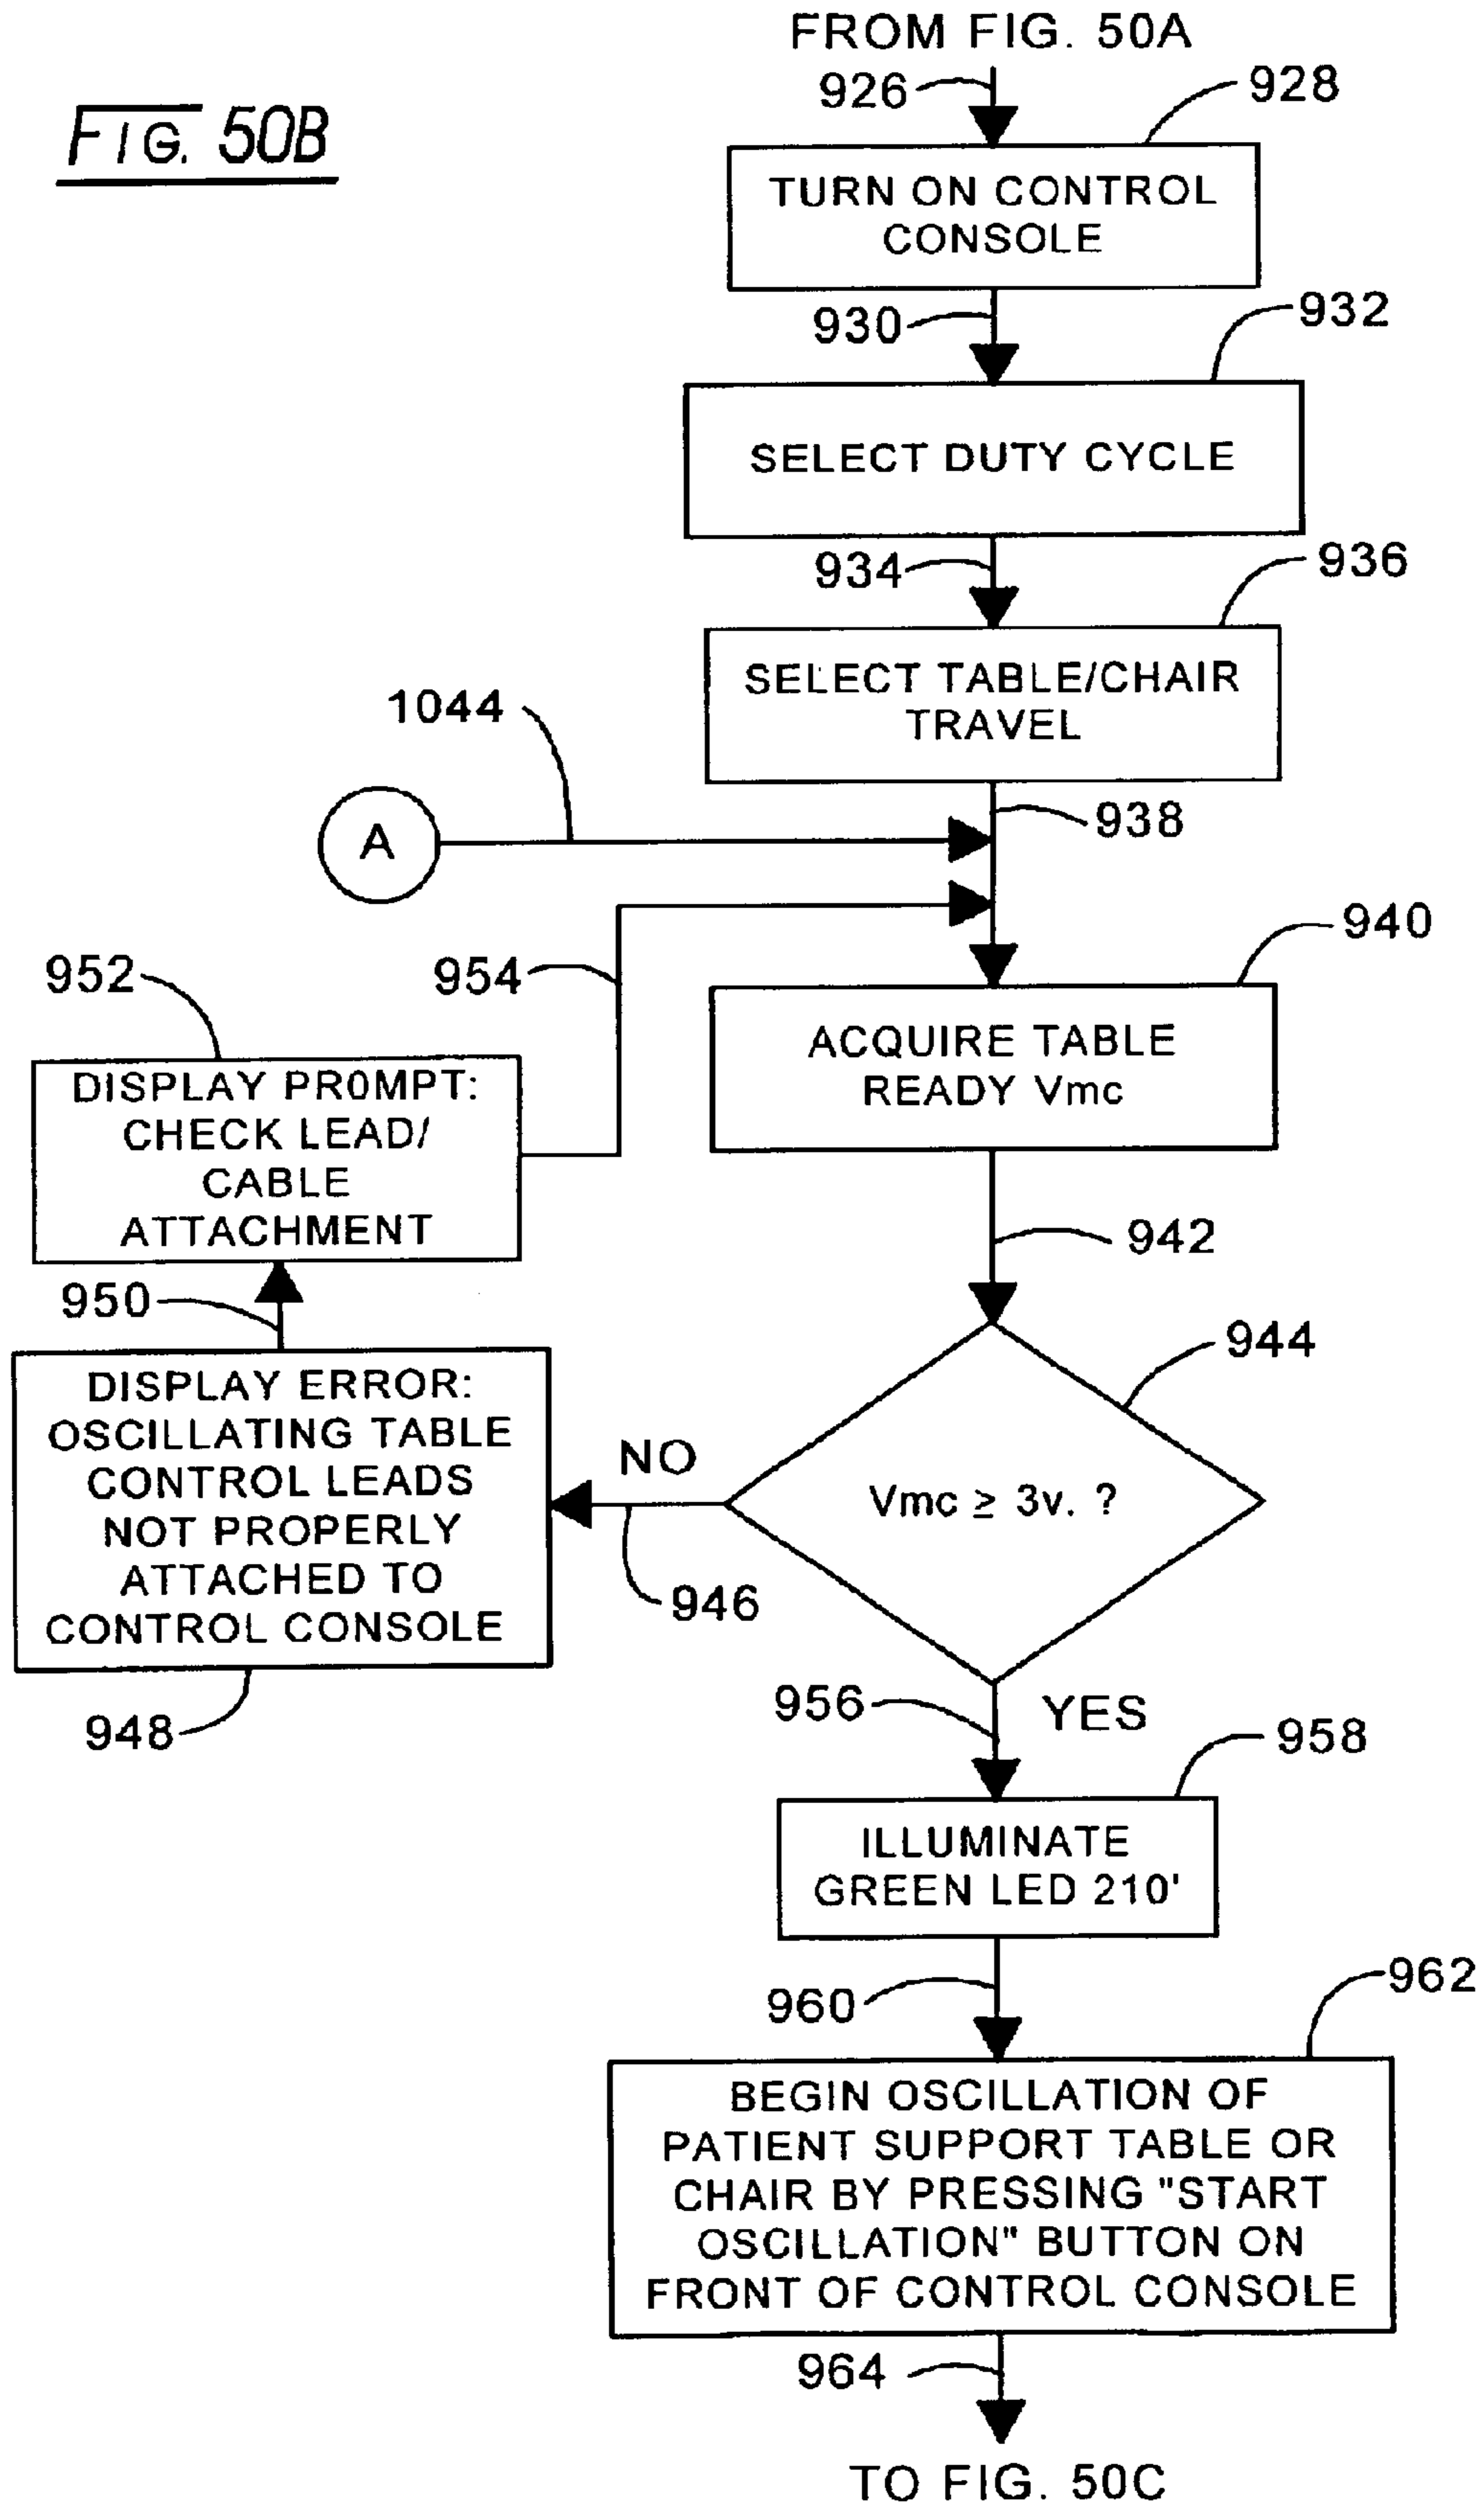 FROM FIG. 50A
926
928
FIG. 50B
TURN ON CONTROL
CONSOLE
930
932
SELECT DUTY CYCLE
934
936
SELECT TABLE/CHAIR
TRAVEL
1044
938
A
940
952
954
ACQUIRE TABLE
READY Vmc
DISPLAY PROMPT:
CHECK LEAD/
CABLE
ATTACHMENT
942
950
944
DISPLAY ERROR:
OSCILLATING TABLE
CONTROL LEADS
NOT PROPERLY
ATTACHED TO
CONTROL CONSOLE
NO
Vmc ≥ 3v. ?
946
948
956
YES
958
ILLUMINATE
GREEN LED 210'
960
962
BEGIN OSCILLATION OF
PATIENT SUPPORT TABLE OR
CHAIR BY PRESSING "START
OSCILLATION" BUTTON ON
FRONT OF CONTROL CONSOLE
964
TO FIG. 50C